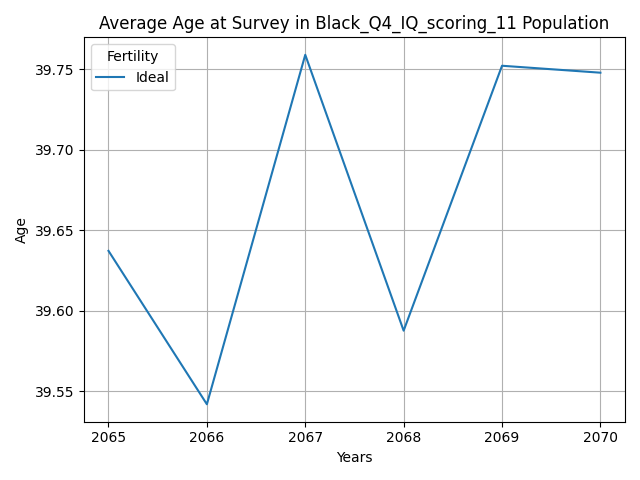 Average Age at Survey in Black_Q4_IQ_scoring_11 Population
Fertility
Ideal
39.75
39.70
39.65
39.60
39.55
Age
2065 2066 2067 2068 2069 2070
Years